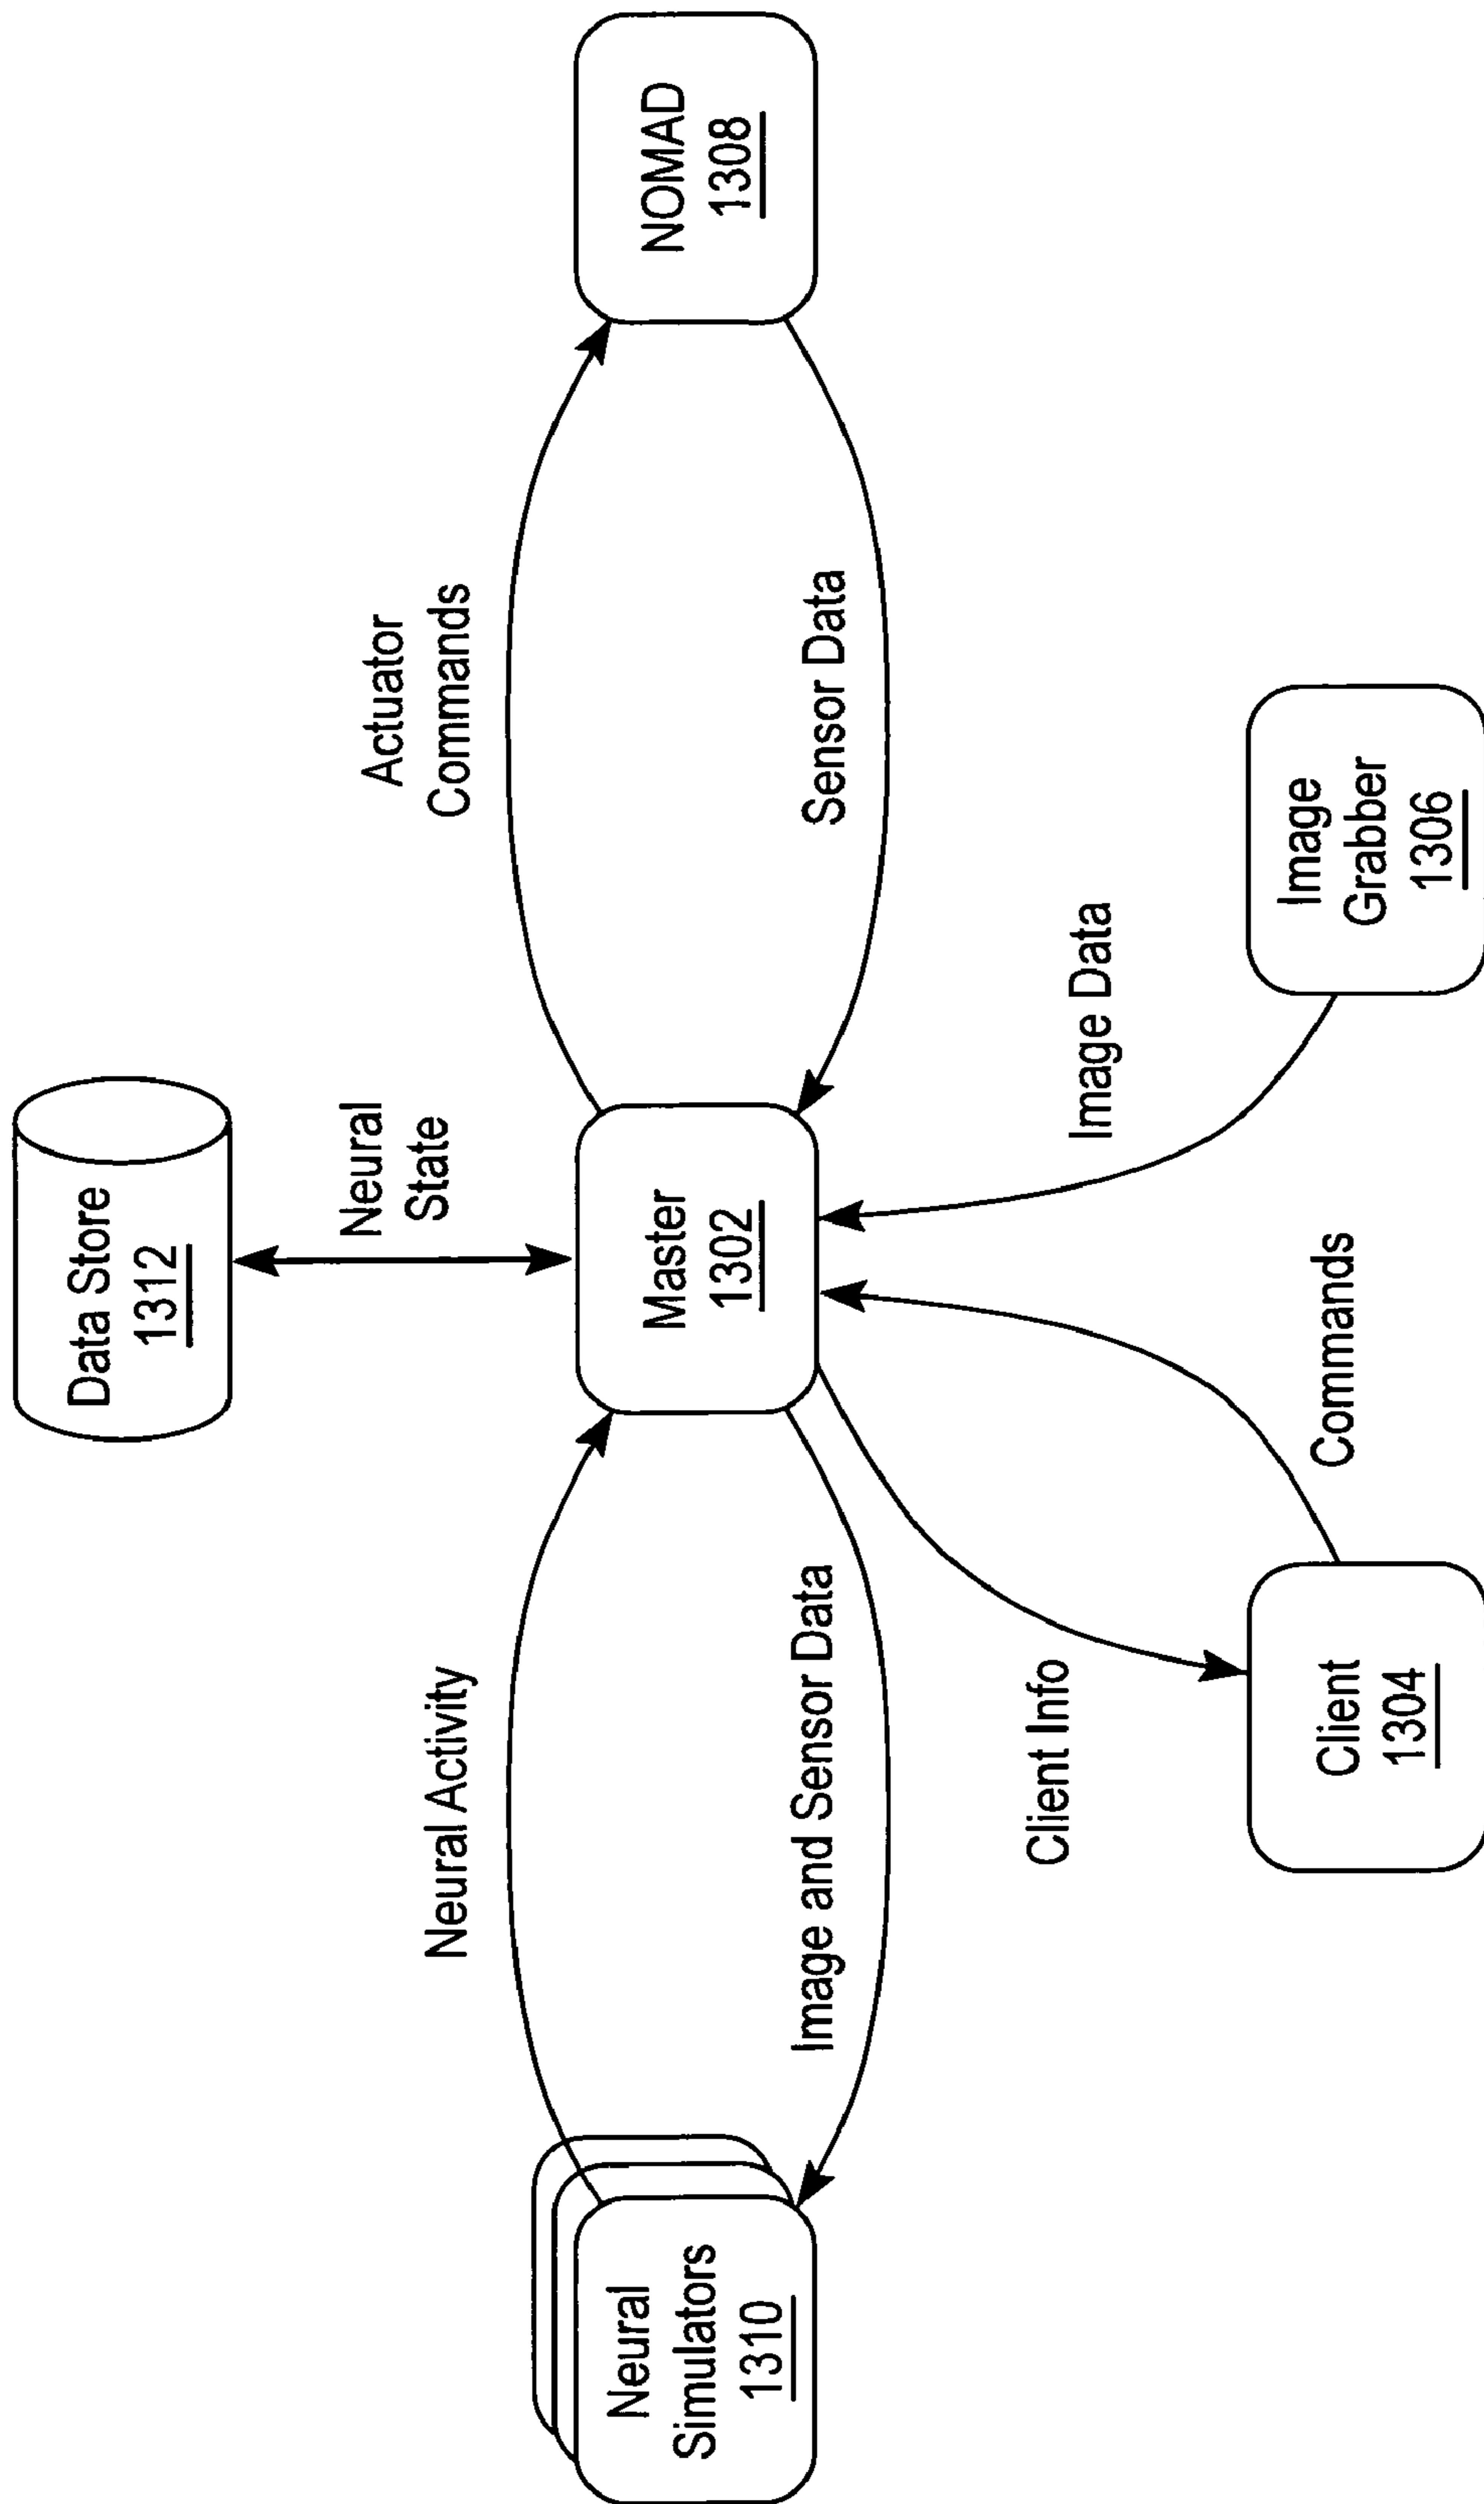 Data Store
1312
Neural
State
Neural Activity
Actuator
Commands
Neural
Simulators
1310
Master
1302
NOMAD
1308
Image and Sensor Data
Sensor Data
Client Info
Image Data
Commands
Client
1304
Image
Grabber
1306